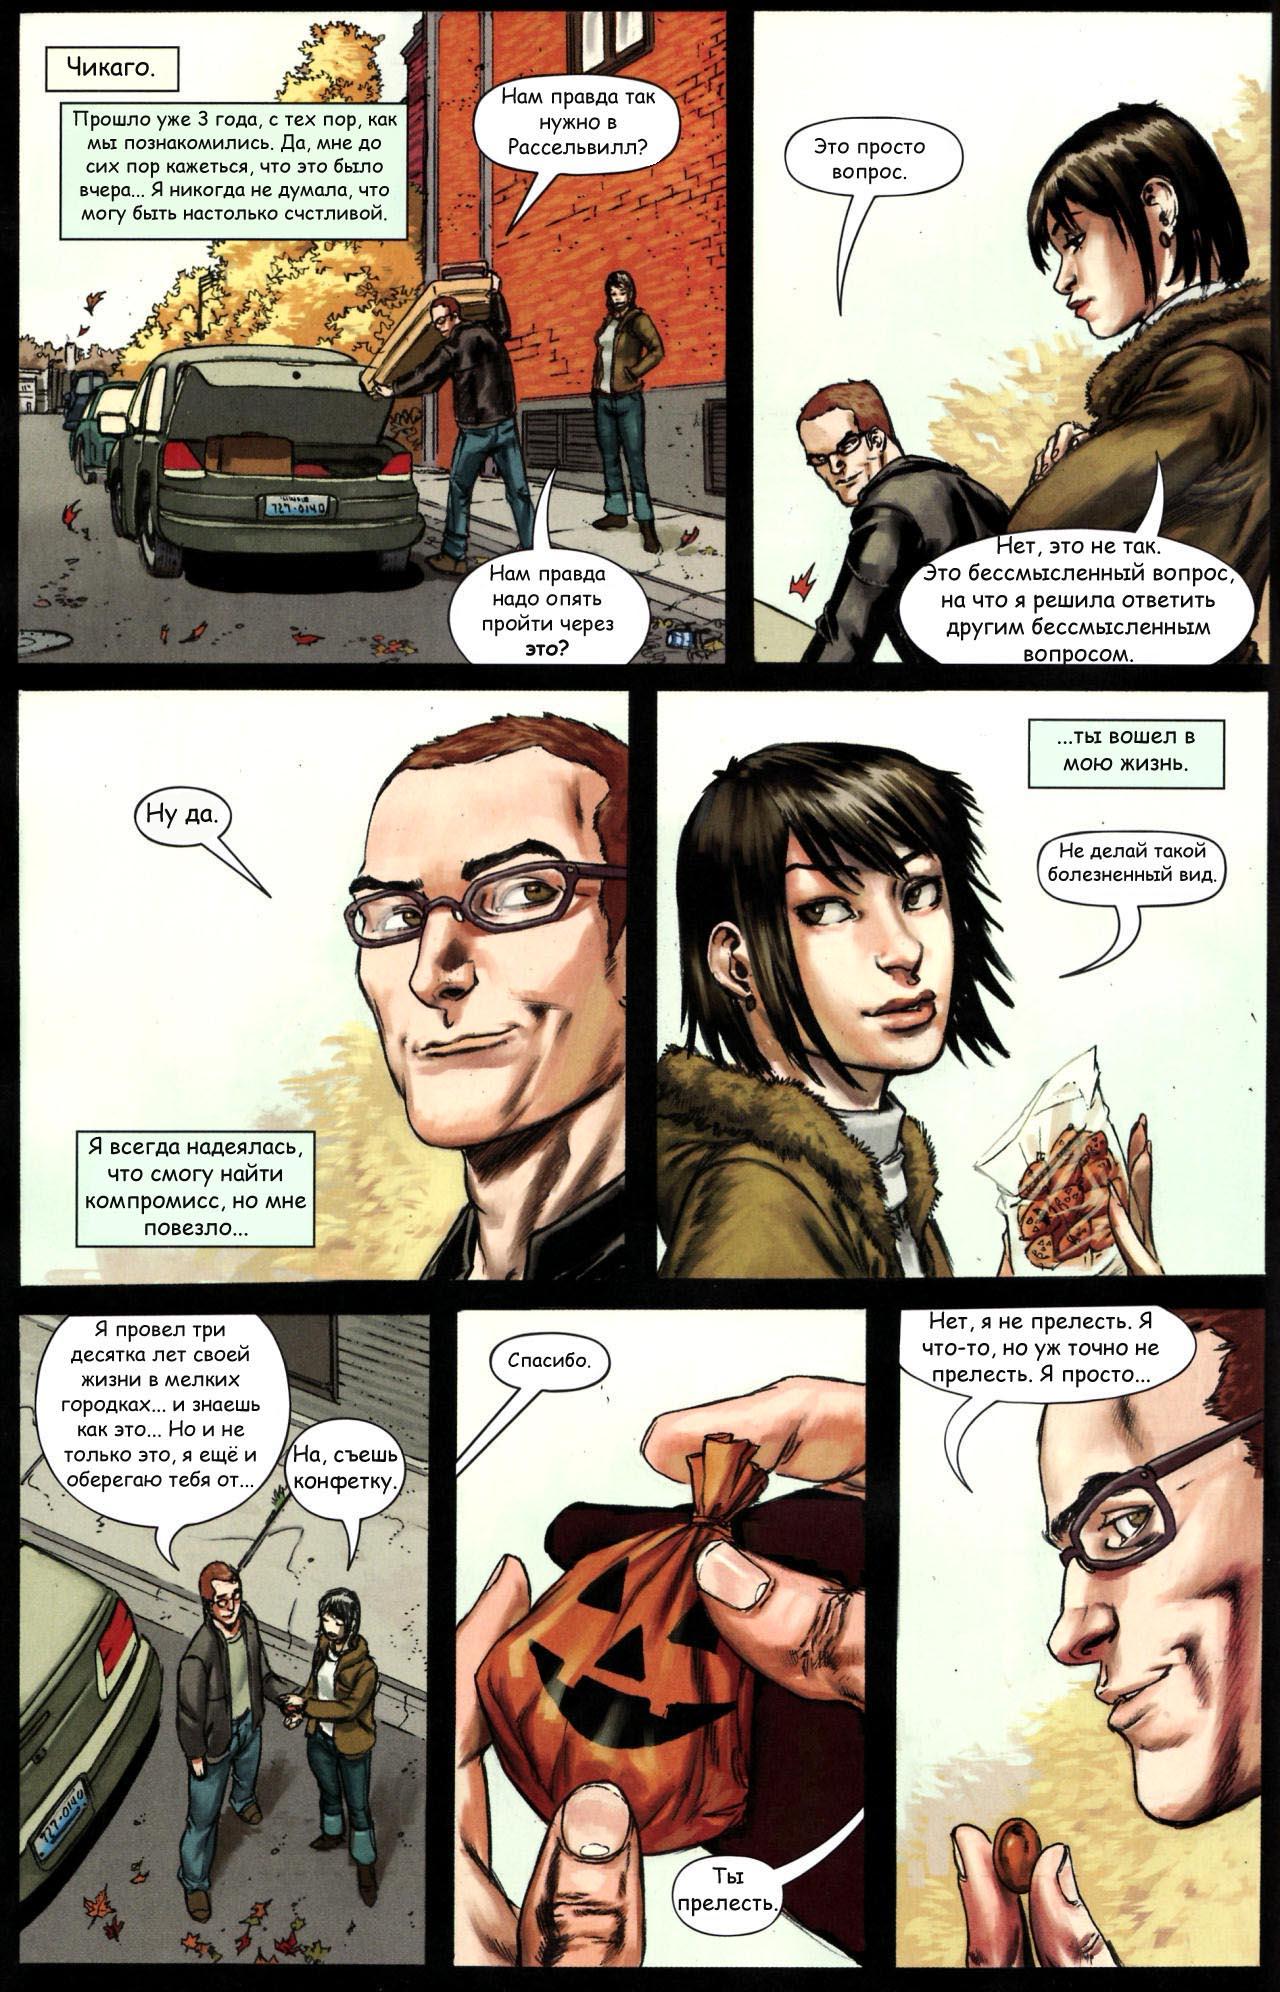 Чикаго.
Прошло уже 3 года, с тех пор, как
мы познакомились. Да, мне до
сих пор кажеться, что это было
вчера... Я никогда не думала, что
могу быть настолько счстливой.
Нам правда так
нужно в
Рассельвилл?
727·0140
Нам правда
надо опять
пройти через
это?
Это просто
вопрос.
Нет, это не так.
Это бессмысленный вопрос,
на что я решила ответить
другим бессмысленным
вопросом.
Ну да.
Я всегда надеялась,
что смогу найти
компромисс, но мне
повезло...
...ты вошел в
мою жизнь.
Не делай такой
болезненный вид.
Я провел три
десятка лет своей
жизни в мелких
городках... и знаешь
как это... Но и не
только это, я ещё и
оберегаю тебя от...
На, съешь
конфетку.
727·0140
Спасибо.
Ты
прелесть.
Нет, я не прелесть. Я
что-то, но уж точно не
прелесть. Я просто...